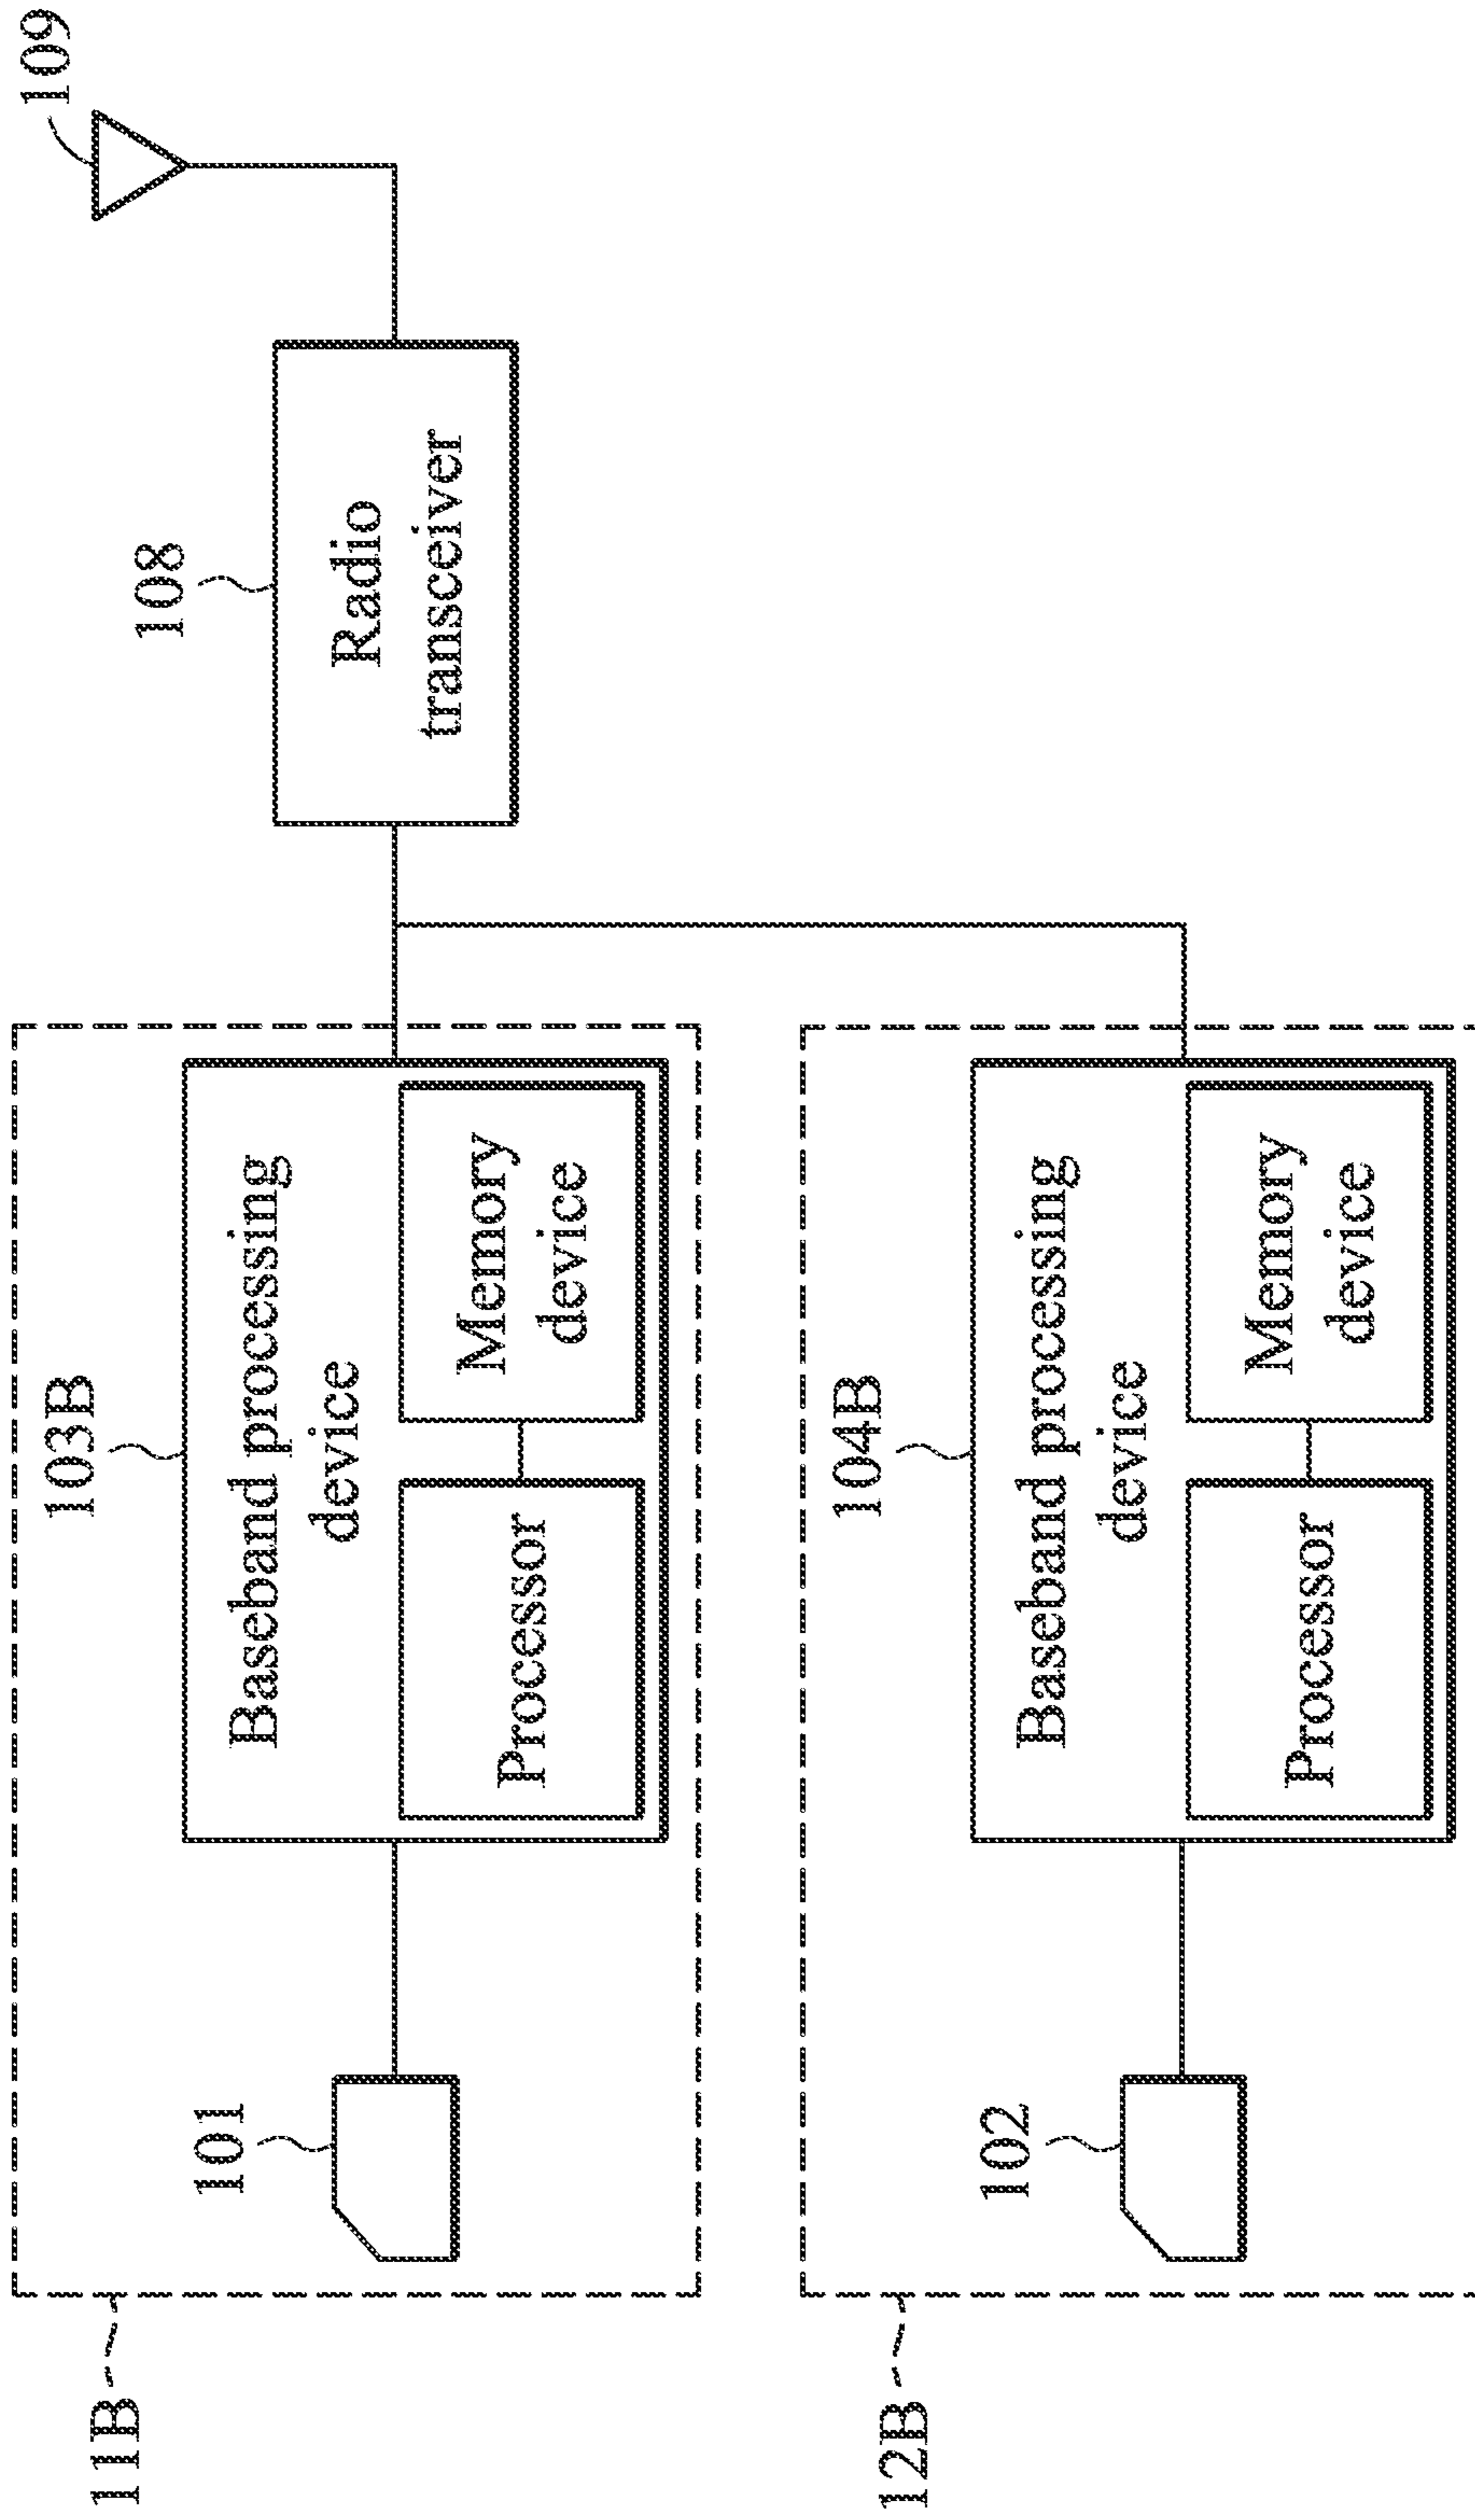 109
108
Radio
transceiver
103B
Baseband processing
device
Processor
Memory
device
101
11B
104B
Baseband processing
device
Processor
Memory
device
102
12B